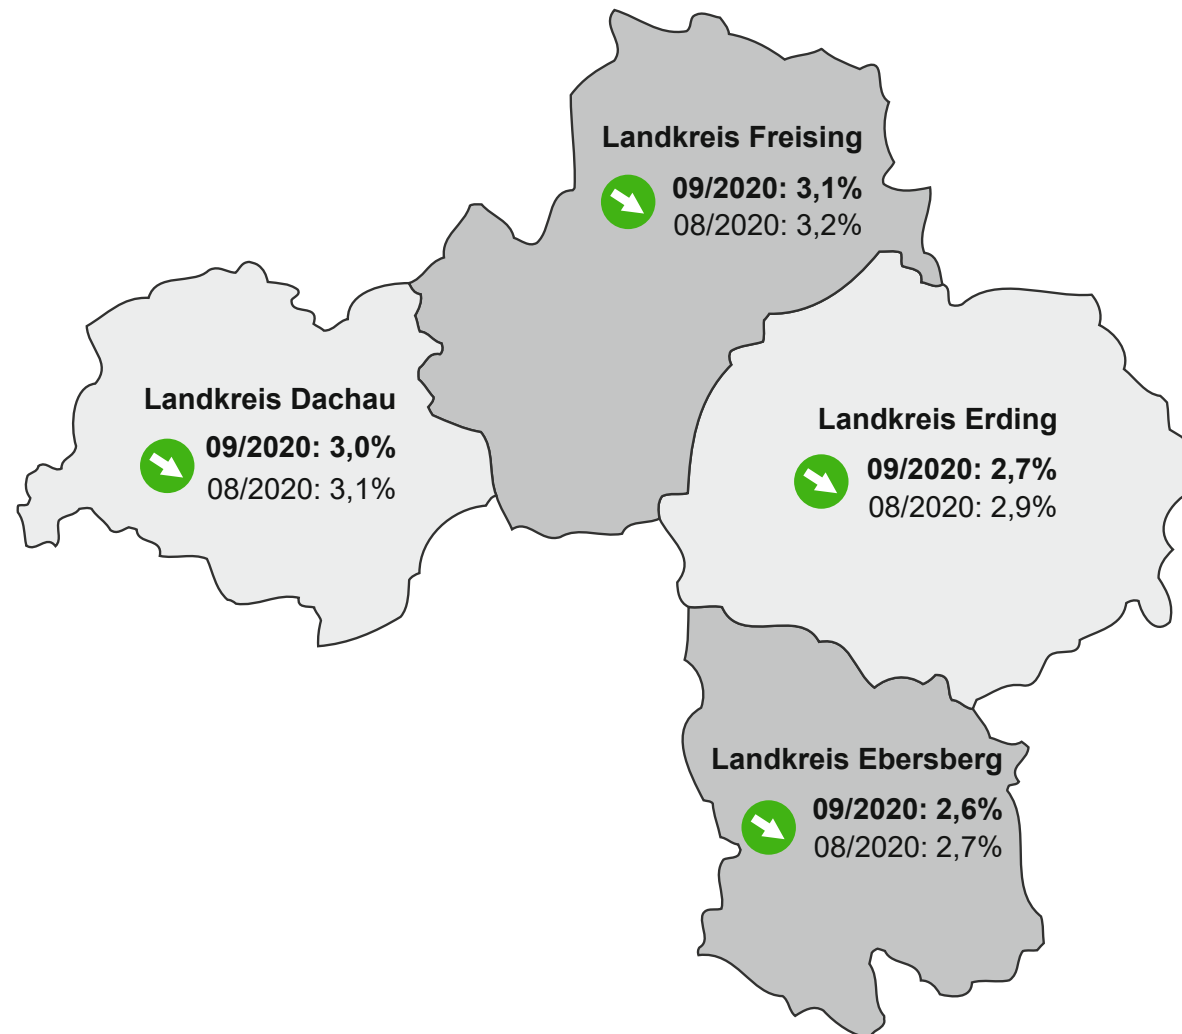 Landkreis Freising
09/2020: 3,1%
08/2020: 3,2%
Landkreis Dachau
09/2020: 3,0%
08/2020: 3,1%
Landkreis Erding
09/2020: 2,7%
08/2020: 2,9%
Landkreis Ebersberg
09/2020: 2,6%
08/2020: 2,7%